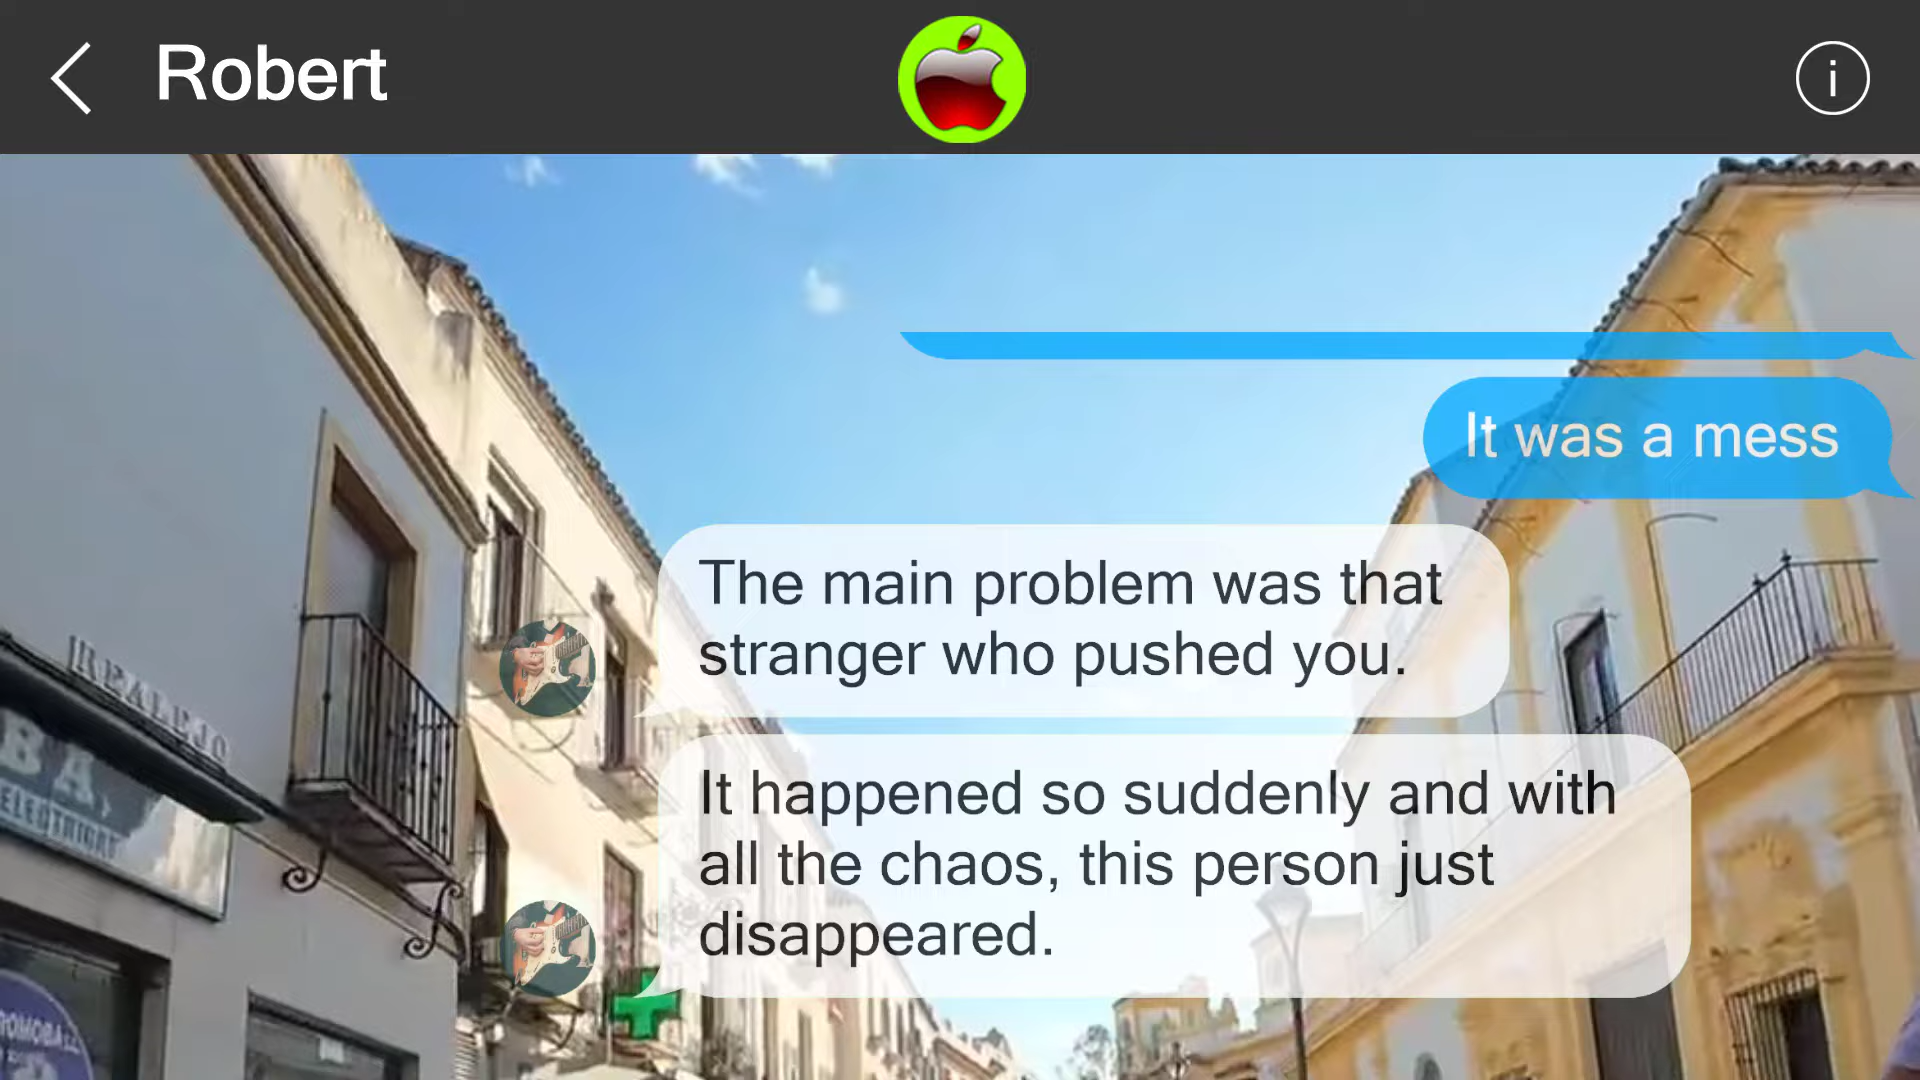 Robert
i
It was a mess
The main problem was that
stranger who pushed you.
It happened so suddenly and with
all the chaos, this person just
disappeared.
REALEJO
BA,